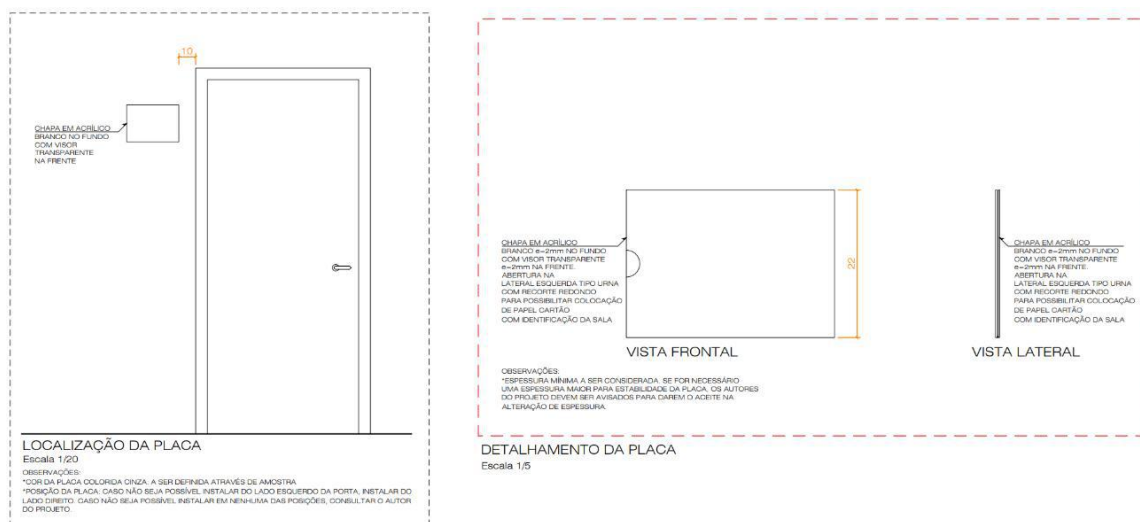 10
CHAPA EM ACRÍLICO
BRANCO NO FUNDO
COM VISOR
TRANSPARENTE
NA FRENTE
LOCALIZAÇÃO DA PLACA
Escala 1/20
OBSERVAÇÕES:
*COR DA PLACA COLORIDA CINZA: A SER DEFINIDA ATRAVÉS DE AMOSTRA
*POSIÇÃO DA PLACA: CASO NÃO SEJA POSSÍVEL INSTALAR DO LADO ESQUERDO DA PORTA, INSTALAR DO
LADO DIREITO. CASO NÃO SEJA POSSÍVEL INSTALAR EM NENHUMA DAS POSIÇÕES, CONSULTAR O AUTOR
DO PROJETO.
CHAPA EM ACRÍLICO
BRANCO e=2mm NO FUNDO
COM VISOR TRANSPARENTE
e=2mm NA FRENTE.
ABERTURA NA
LATERAL ESQUERDA TIPO URNA
COM RECORTE REDONDO
PARA POSSIBILITAR COLOCAÇÃO
DE PAPEL CARTÃO
COM IDENTIFICAÇÃO DA SALA
22
VISTA FRONTAL
CHAPA EM ACRÍLICO
BRANCO e=2mm NO FUNDO
COM VISOR TRANSPARENTE
e=2mm NA FRENTE.
ABERTURA NA
LATERAL ESQUERDA TIPO URNA
COM RECORTE REDONDO
PARA POSSIBILITAR COLOCAÇÃO
DE PAPEL CARTÃO
COM IDENTIFICAÇÃO DA SALA
VISTA LATERAL
OBSERVAÇÕES:
*ESPESSURA MÍNIMA A SER CONSIDERADA. SE FOR NECESSÁRIO
UMA ESPESSURA MAIOR PARA ESTABILIDADE DA PLACA, OS AUTORES
DO PROJETO DEVEM SER AVISADOS PARA DAREM O ACEITE NA
ALTERAÇÃO DE ESPESSURA.
DETALHAMENTO DA PLACA
Escala 1/5